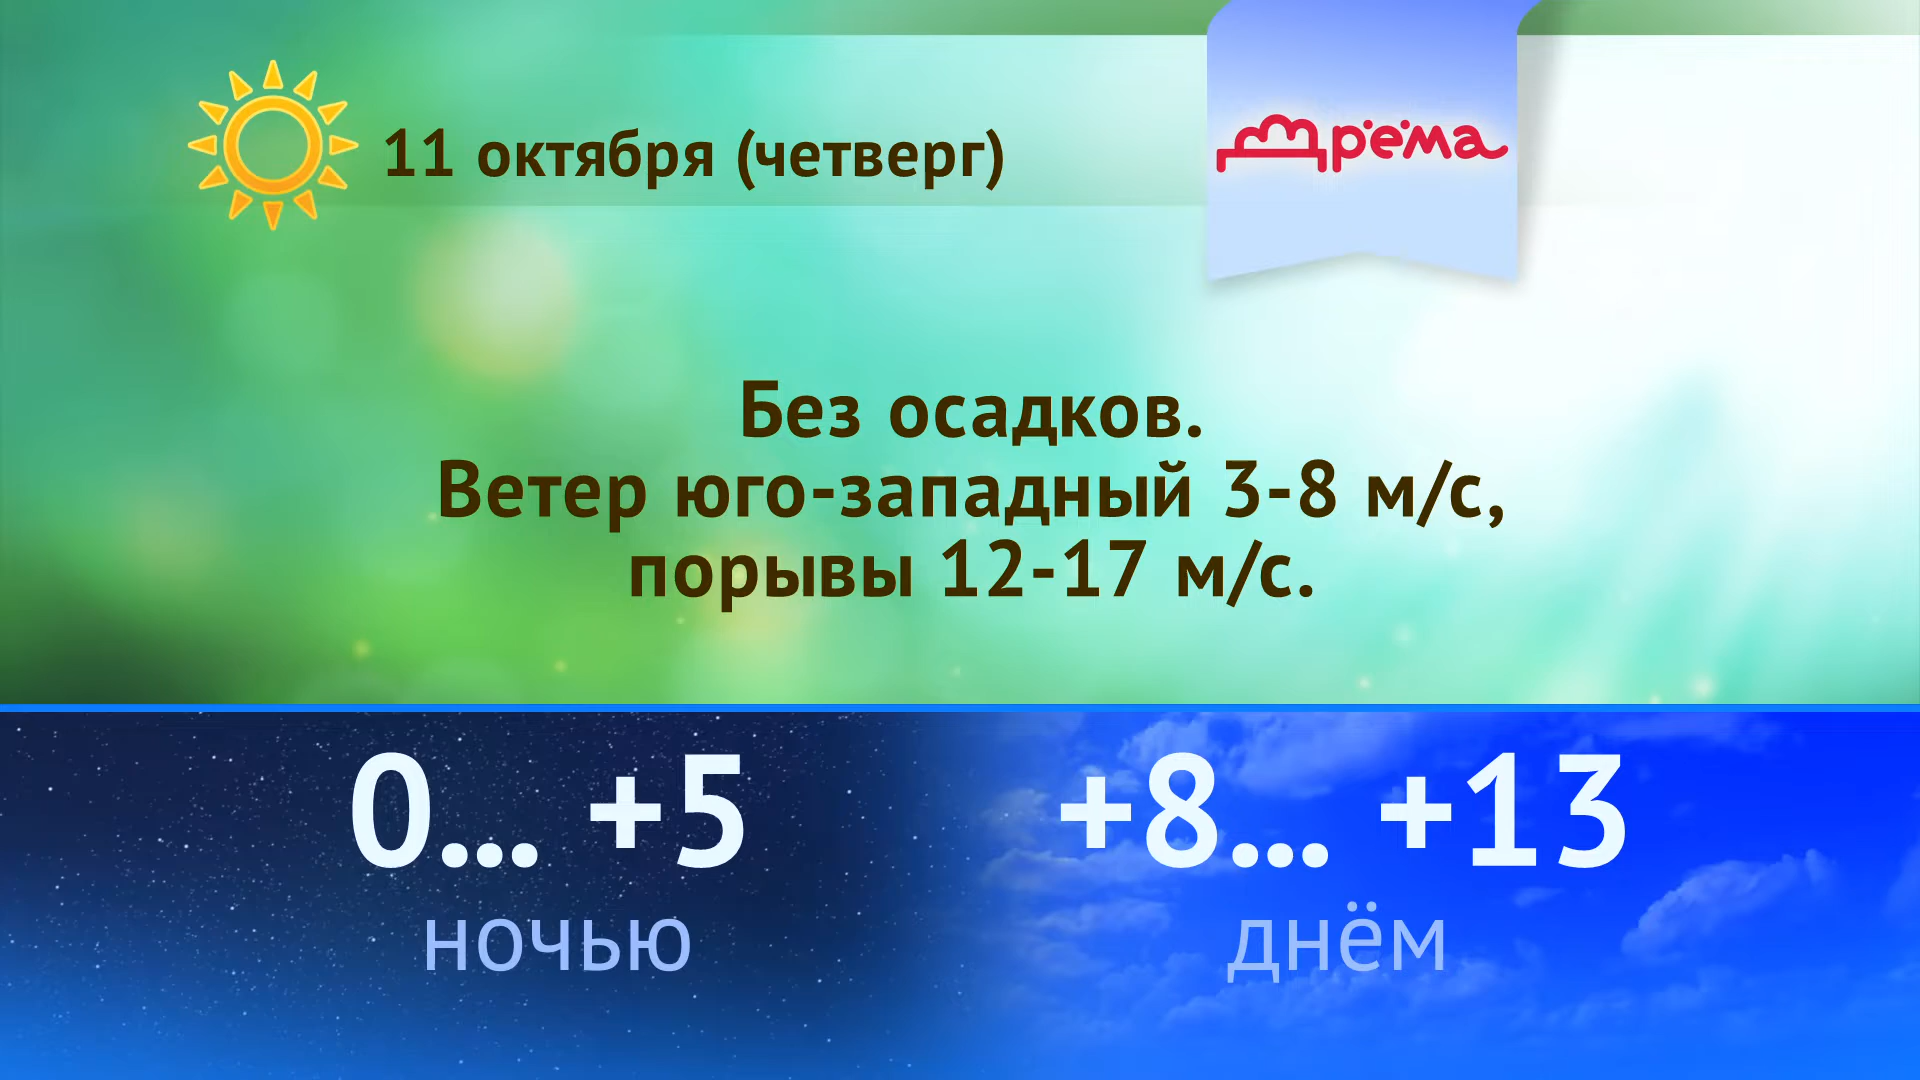 11 октября (четверг)
Дрёма
Без осадков.
Ветер юго-западный 3-8 м/с,
порывы 12-17 м/с.
0... +5
ночью
+8... +13
днём